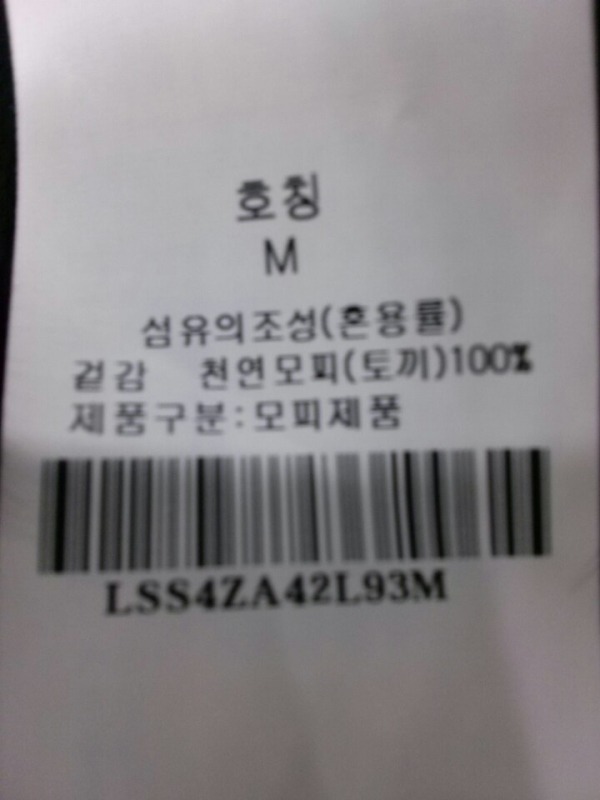 호칭
M
섬유의조성(혼용률)
겉감 천연모피(토끼)100%
제품구분:모피제품
LSS4ZA42L93M